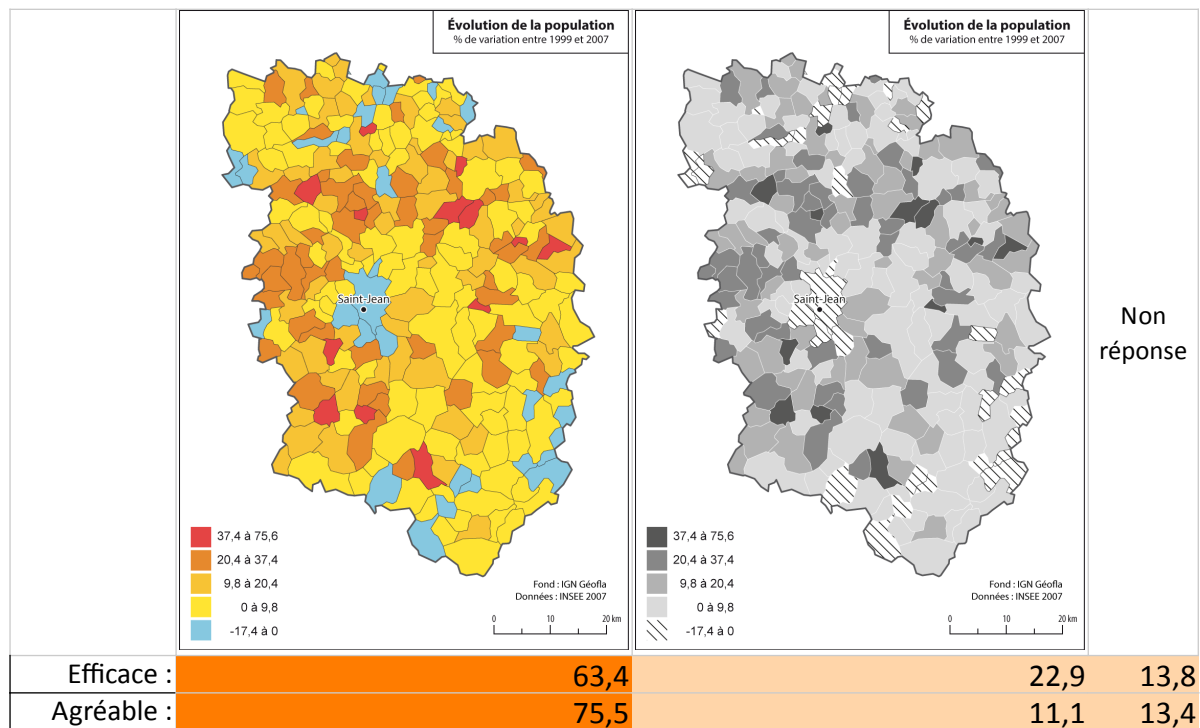 Évolution de la population
% de variation entre 1999 et 2007
Saint-Jean
37,4 à 75,6
20,4 à 37,4
9,8 à 20,4
0 à 9,8
-17,4 à 0
Fond : IGN Géofla
Données : INSEE 2007
0 10 20 km
Évolution de la population
% de variation entre 1999 et 2007
Saint-Jean
37,4 à 75,6
20,4 à 37,4
9,8 à 20,4
0 à 9,8
-17,4 à 0
Fond : IGN Géofla
Données : INSEE 2007
0 10 20 km
Non
réponse
Efficace : 63,4 22,9 13,8
Agréable : 75,5 11,1 13,4